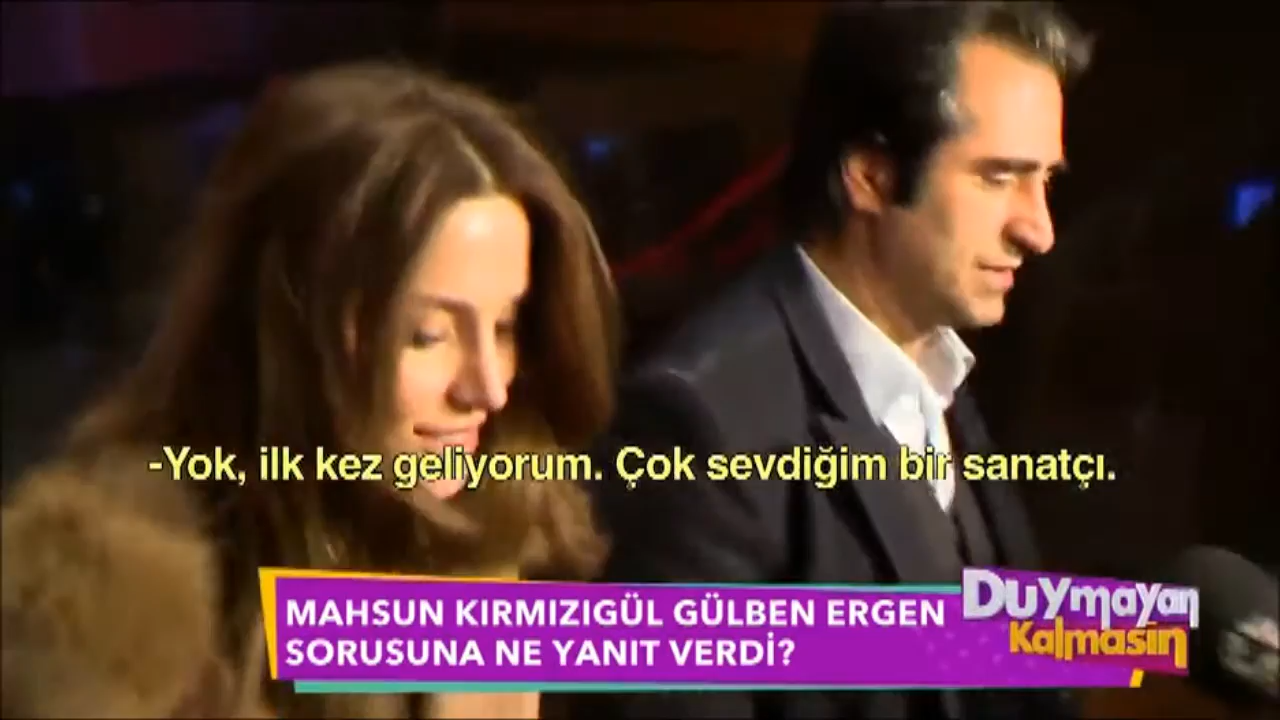 -Yok, ilk kez geliyorum. Çok sevdiğim bir sanatçı.
MAHSUN KIRMIZIGÜL GÜLBEN ERGEN
SORUSUNA NE YANIT VERDİ?
Duymayan
Kalmasın